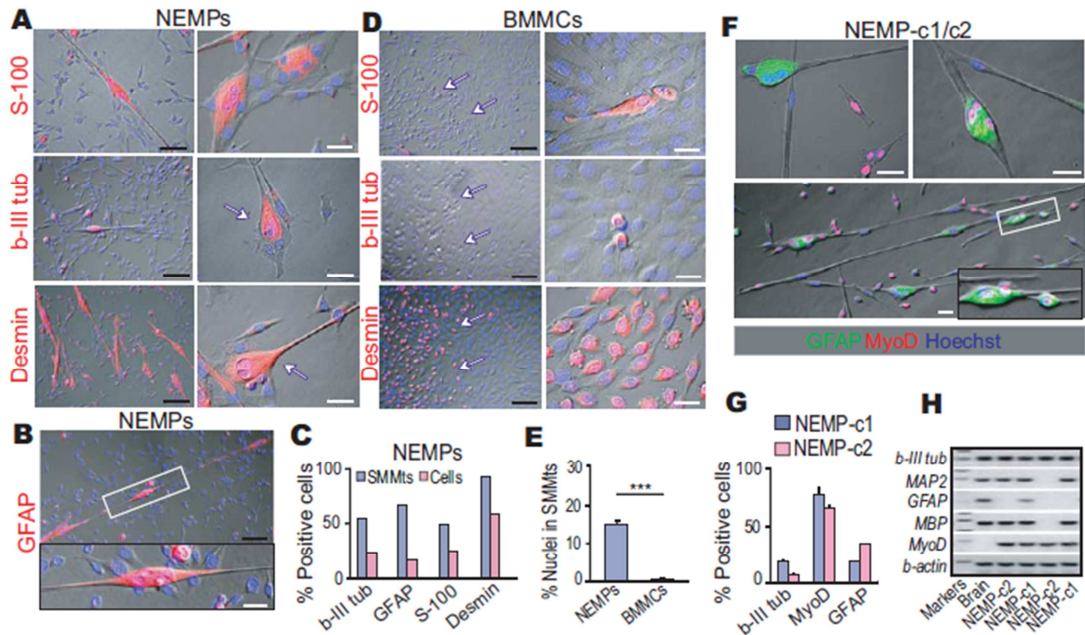 A
NEMPs
S-100
b-III tub
Desmin
B
NEMPs
GFAP
C
NEMPs
SMMts Cells
% Positive cells
100
50
0
b-III tub
GFAP
S-100
Desmin
D
BMMCs
S-100
b-III tub
Desmin
E
% Nuclei in SMMts
30
20
10
0
***
NEMPs
BMMCs
F
NEMP-c1/c2
GFAP MyoD Hoechst
G
NEMP-c1
NEMP-c2
% Positive cells
100
50
0
b-III tub
MyoD
GFAP
H
b-III tub
MAP2
GFAP
MBP
MyoD
b-actin
Markers
Brain
NEMP-c2
NEMP-c1
NEMP-c2
NEMP-c1